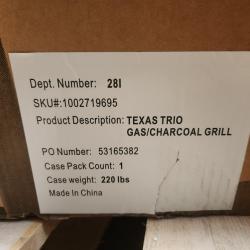 Dept. Number: 28I
SKU#:1002719695
Product Description: TEXAS TRIO
GAS/CHARCOAL GRILL
PO Number: 53165382
Case Pack Count: 1
Case weight: 220 lbs
Made In China